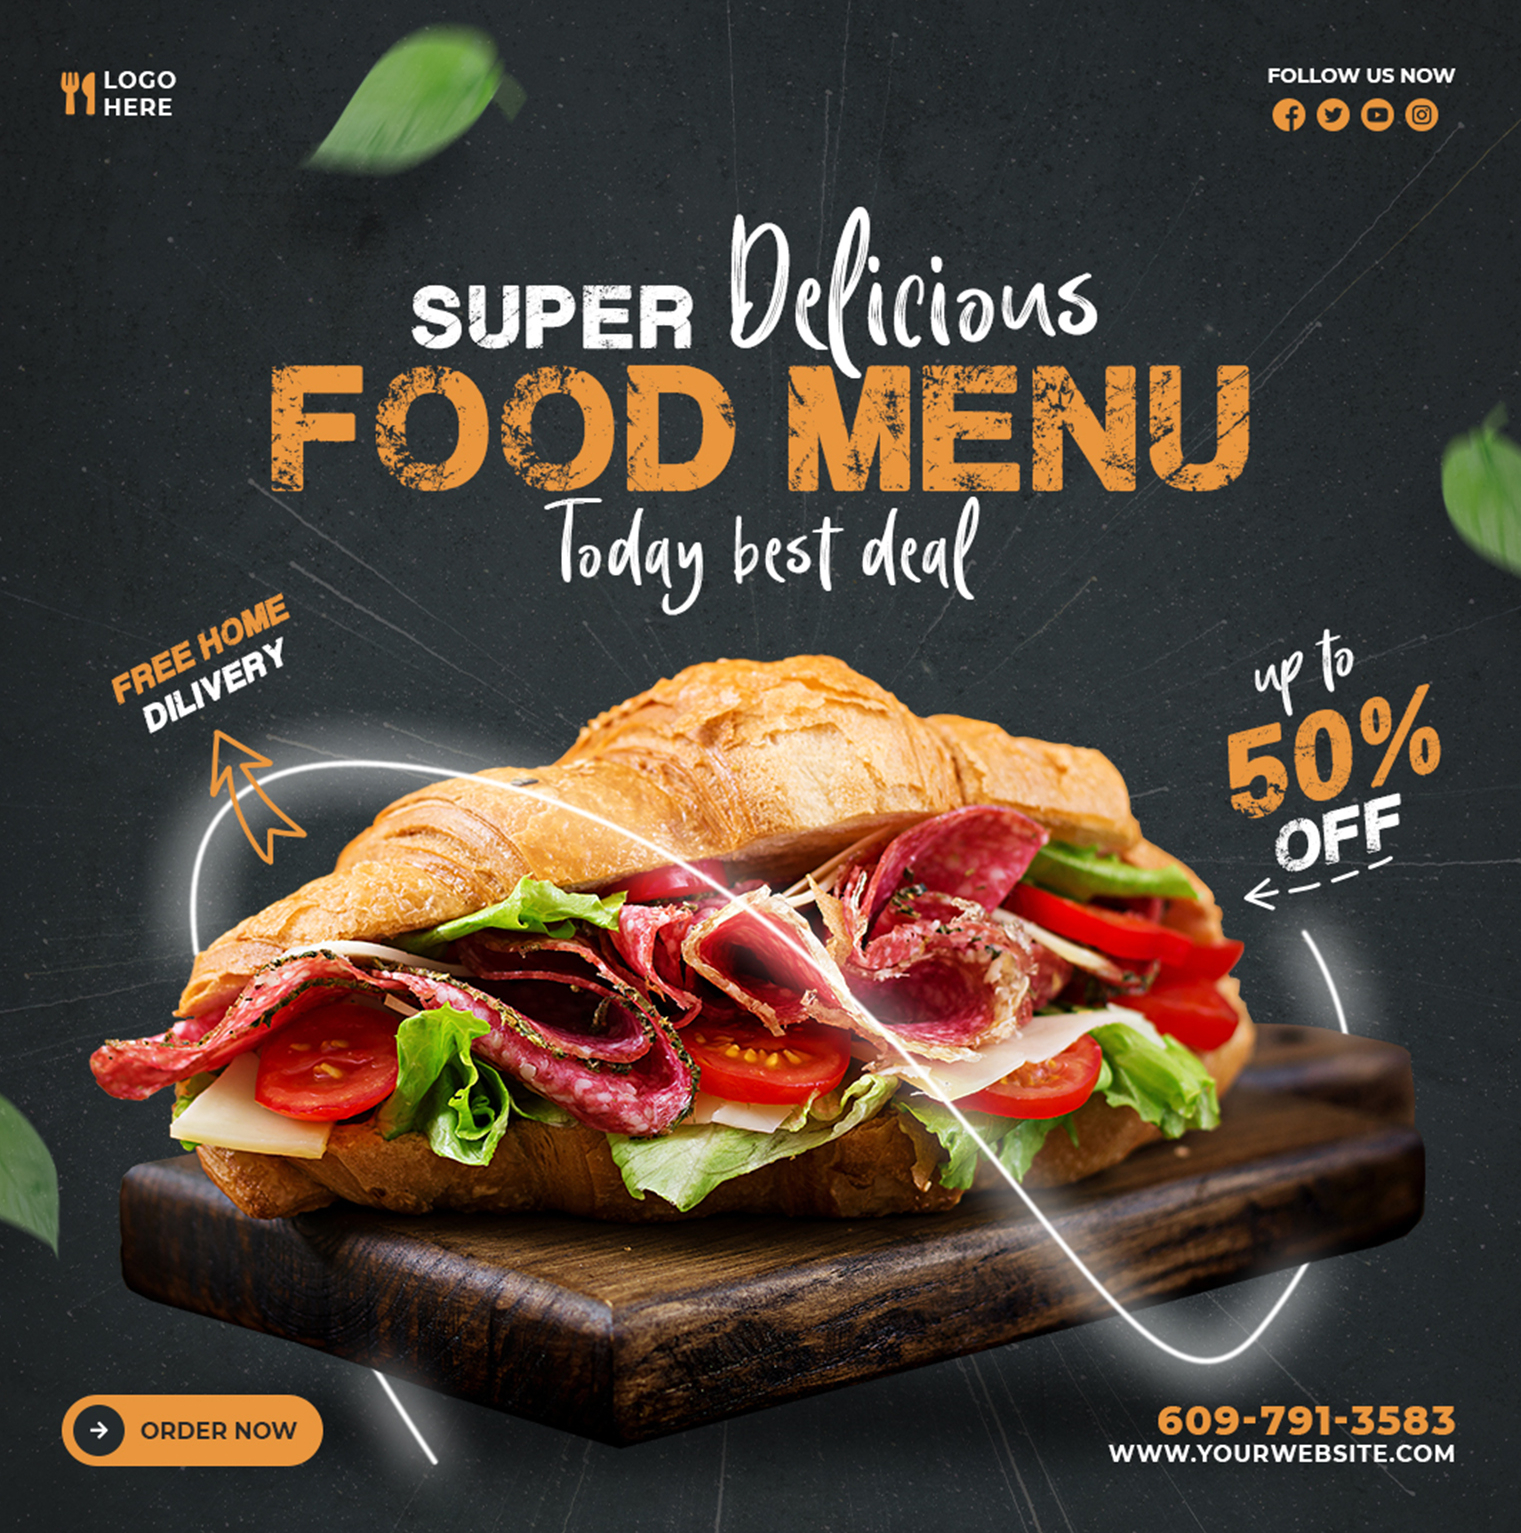 LOGO
HERE
FOLLOW US NOW
SUPER Delicious
FOOD MENU
Today best deal
FREE HOME
DILIVERY
up to
50%
OFF
ORDER NOW
609-791-3583
WWW.YOURWEBSITE.COM